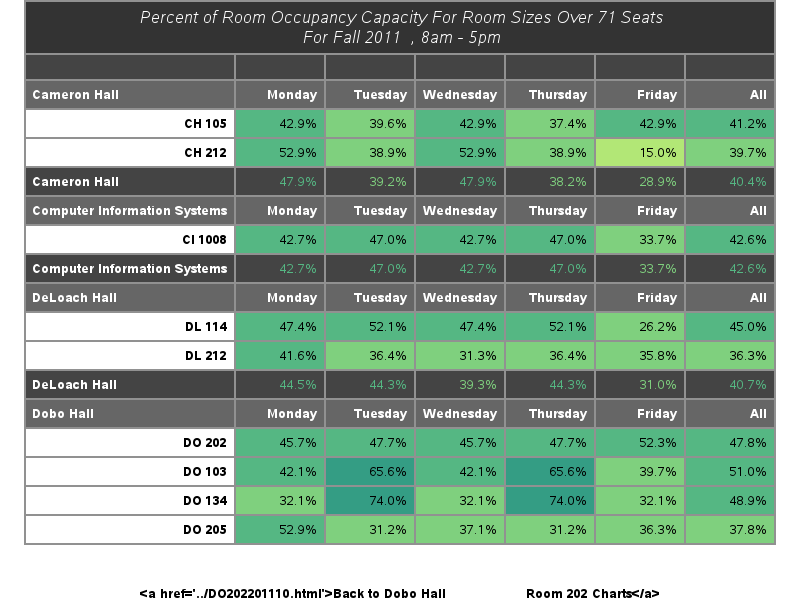 Percent of Room Occupancy Capacity For Room Sizes Over 71 Seats
For Fall 2011 , 8am - 5pm
Cameron Hall Monday Tuesday Wednesday Thursday Friday All
CH 105 42.9% 39.6% 42.9% 37.4% 42.9% 41.2%
CH 212 52.9% 38.9% 52.9% 38.9% 15.0% 39.7%
Cameron Hall 47.9% 39.2% 47.9% 38.2% 28.9% 40.4%
Computer Information Systems Monday Tuesday Wednesday Thursday Friday All
CI 1008 42.7% 47.0% 42.7% 47.0% 33.7% 42.6%
Computer Information Systems 42.7% 47.0% 42.7% 47.0% 33.7% 42.6%
DeLoach Hall Monday Tuesday Wednesday Thursday Friday All
DL 114 47.4% 52.1% 47.4% 52.1% 26.2% 45.0%
DL 212 41.6% 36.4% 31.3% 36.4% 35.8% 36.3%
DeLoach Hall 44.5% 44.3% 39.3% 44.3% 31.0% 40.7%
Dobo Hall Monday Tuesday Wednesday Thursday Friday All
DO 202 45.7% 47.7% 45.7% 47.7% 52.3% 47.8%
DO 103 42.1% 65.6% 42.1% 65.6% 39.7% 51.0%
DO 134 32.1% 74.0% 32.1% 74.0% 32.1% 48.9%
DO 205 52.9% 31.2% 37.1% 31.2% 36.3% 37.8%
<a href='../DO202201110.html'>Back to Dobo Hall Room 202 Charts</a>